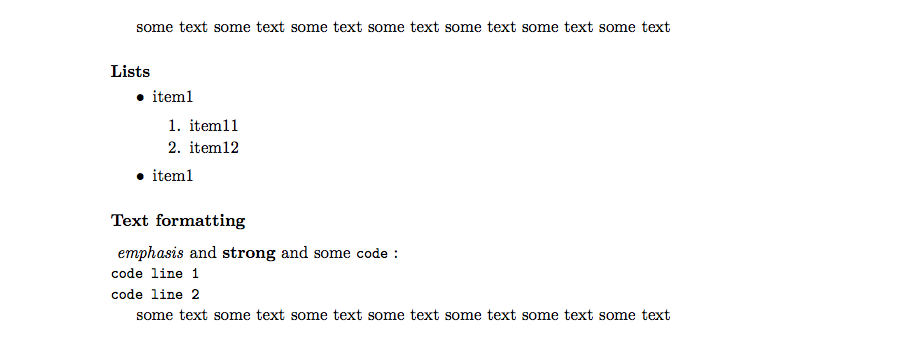 some text some text some text some text some text some text some text
Lists
• item1
1. item11
2. item12
• item1
Text formatting
emphasis and strong and some code :
code line 1
code line 2
some text some text some text some text some text some text some text